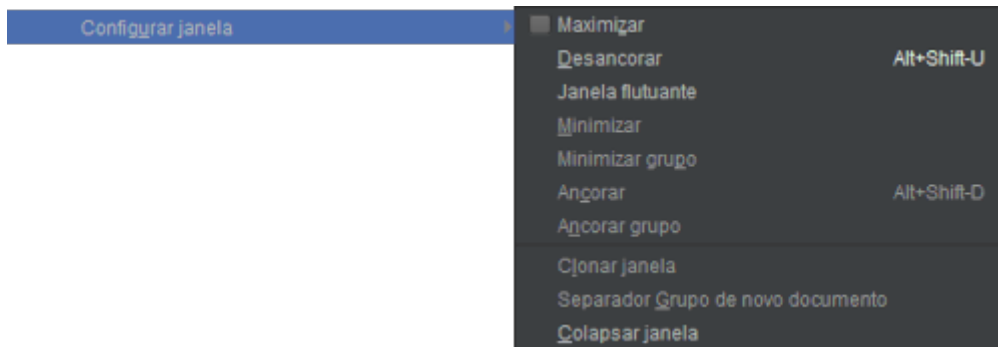 Configurar janela
Maximizar
Desancorar Alt+Shift-U
Janela flutuante
Minimizar
Minimizar grupo
Ancorar Alt+Shift-D
Ancorar grupo
Clonar janela
Separador Grupo de novo documento
Colapsar janela